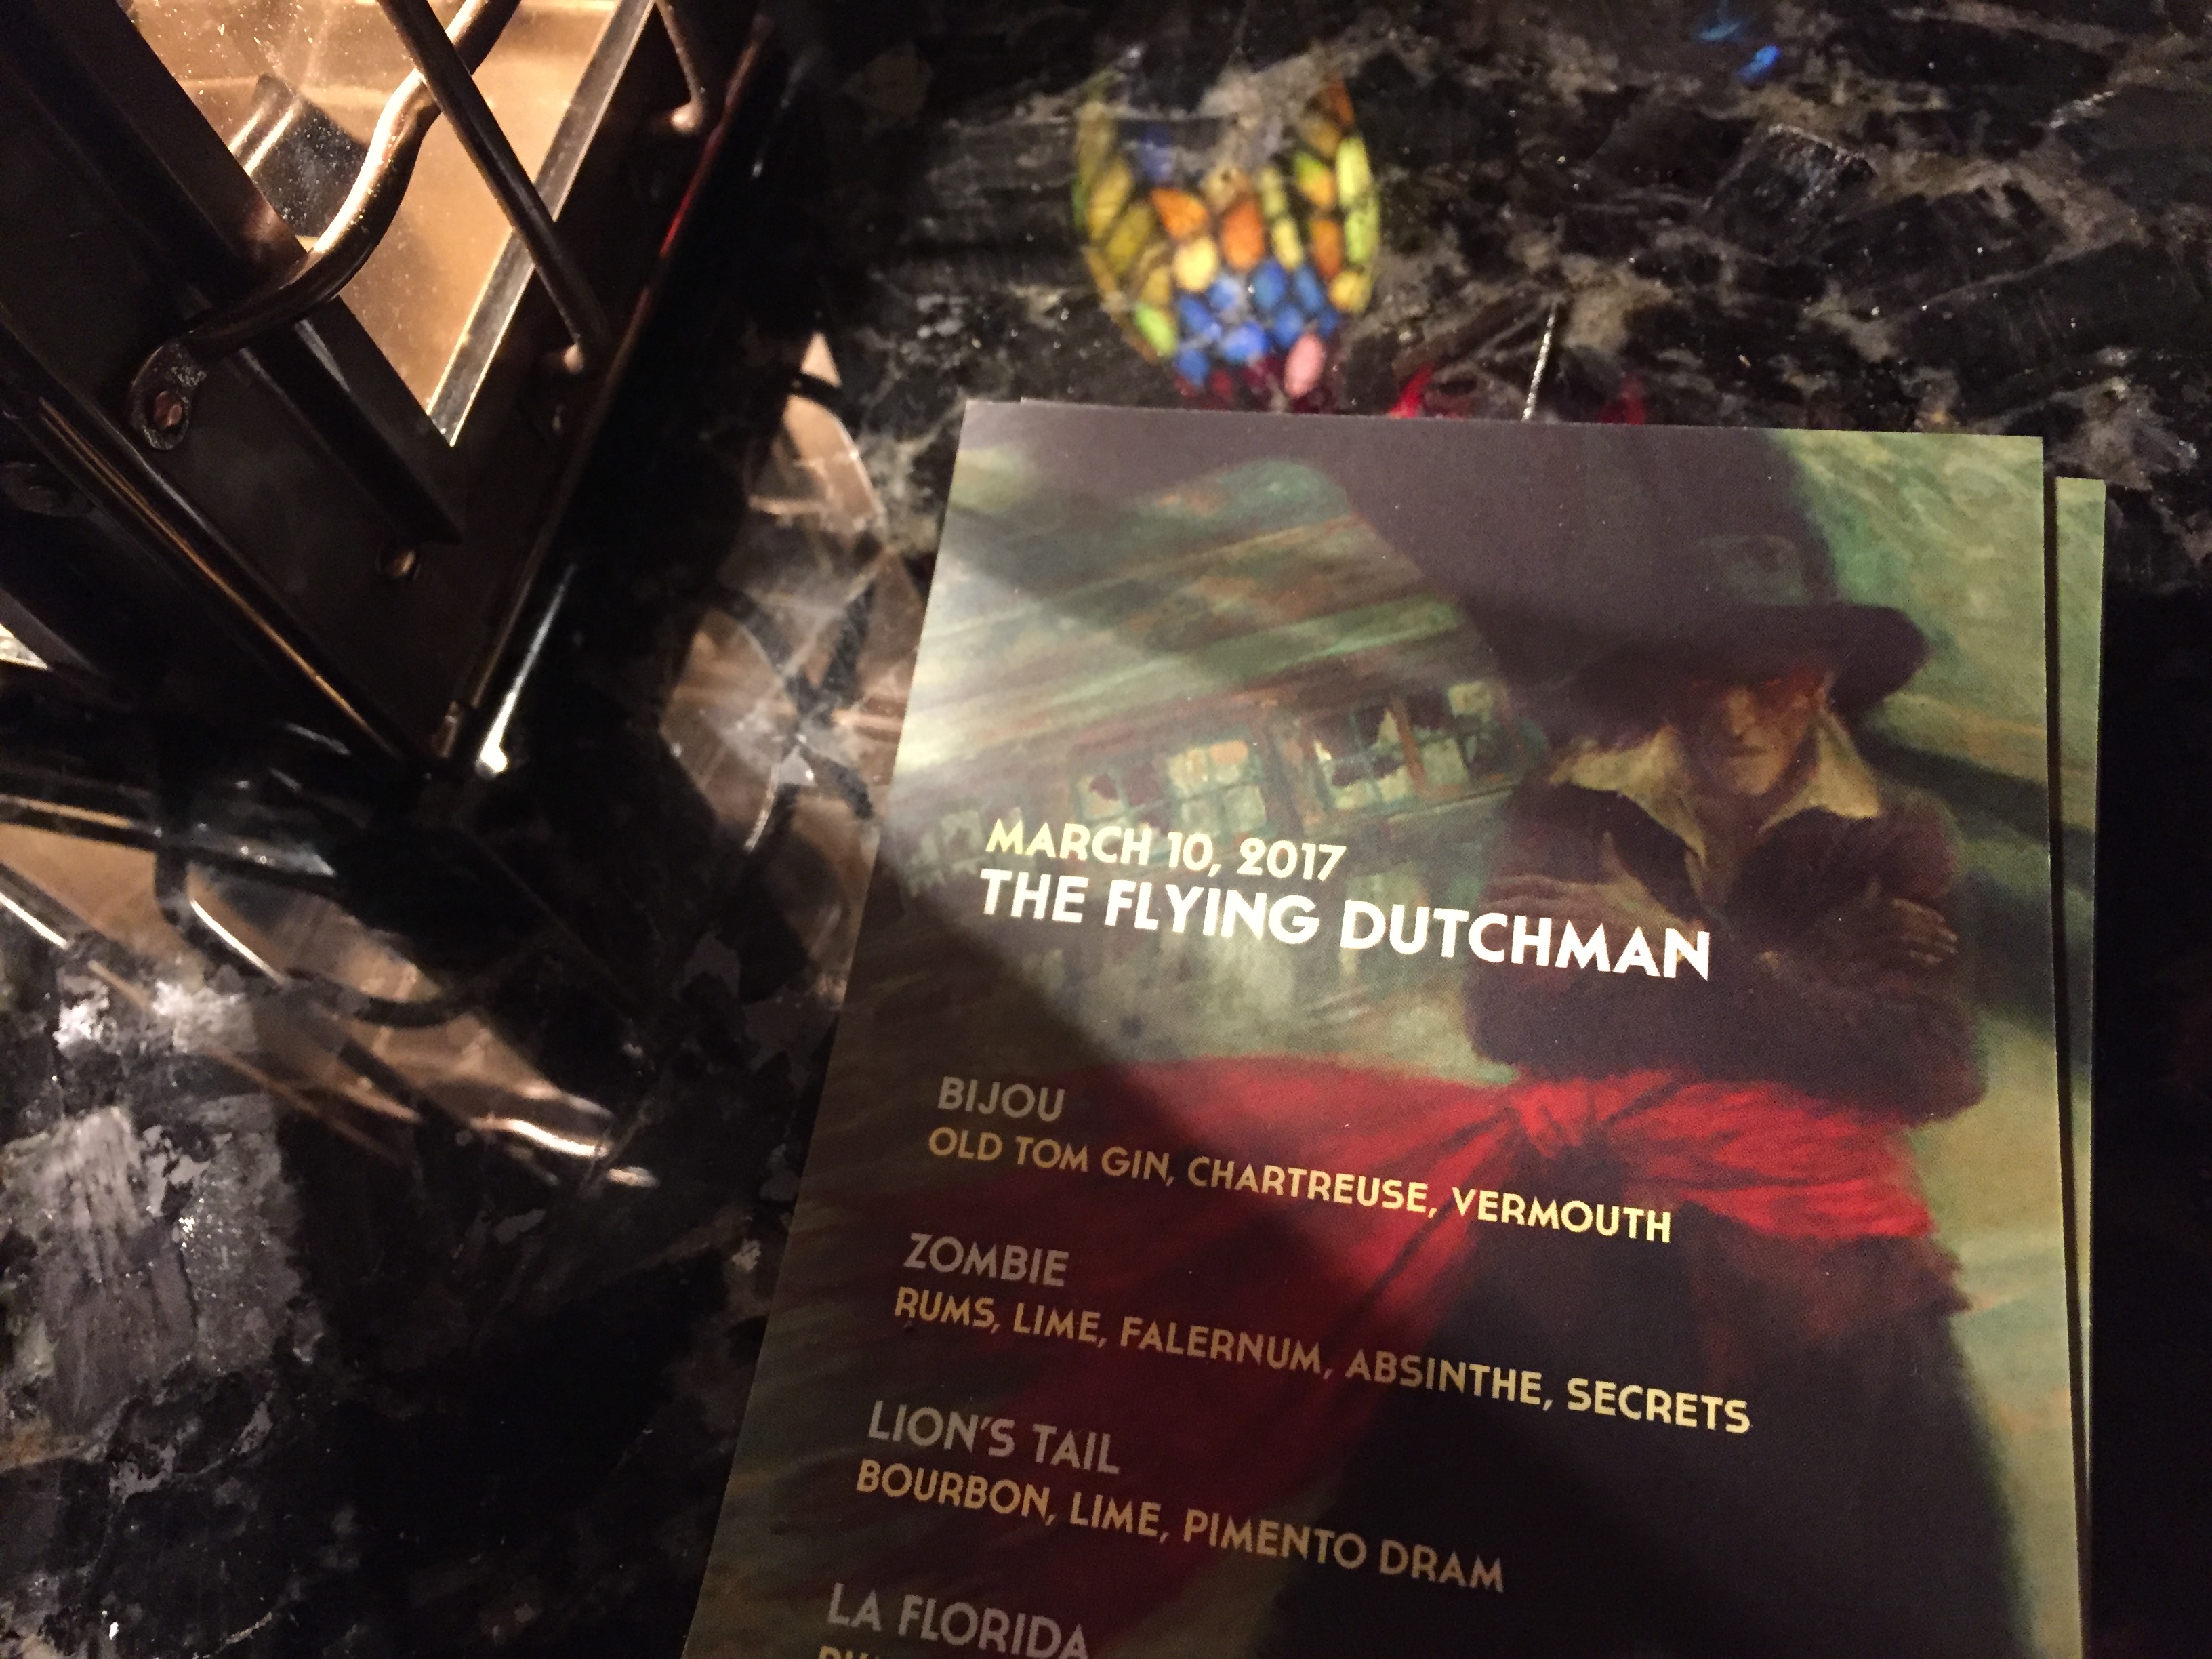 MARCH 10, 2017
THE FLYING DUTCHMAN
BIJOU
OLD TOM GIN, CHARTREUSE, VERMOUTH
ZOMBIE
RUMS, LIME, FALERNUM, ABSINTHE, SECRETS
LION'S TAIL
BOURBON, LIME, PIMENTO DRAM
LA FLORIDA